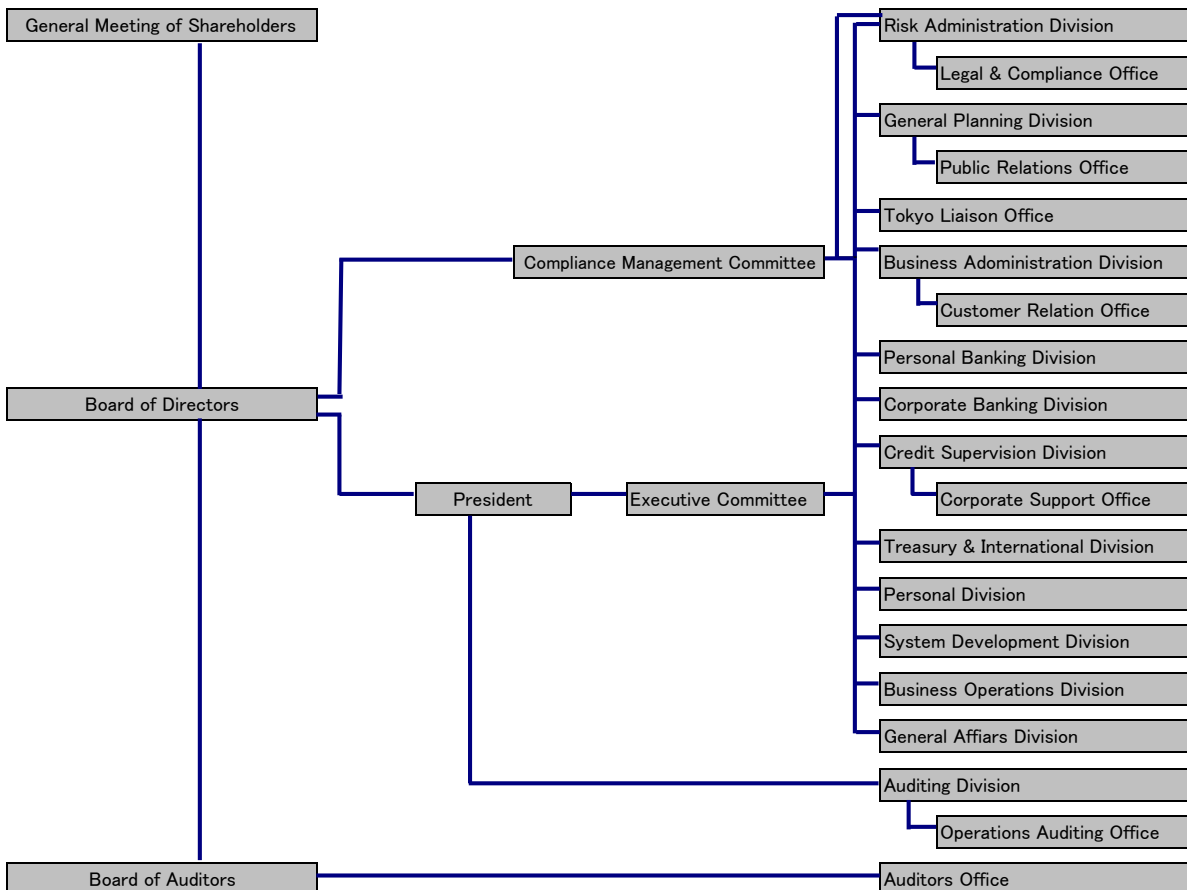 General Meeting of Shareholders
Risk Administration Division
Legal & Compliance Office
General Planning Division
Public Relations Office
Tokyo Liaison Office
Compliance Management Committee
Business Adoministration Division
Customer Relation Office
Personal Banking Division
Board of Directors
Corporate Banking Division
Credit Supervision Division
President
Executive Committee
Corporate Support Office
Treasury & International Division
Personal Division
System Development Division
Business Operations Division
General Affiars Division
Auditing Division
Operations Auditing Office
Board of Auditors
Auditors Office